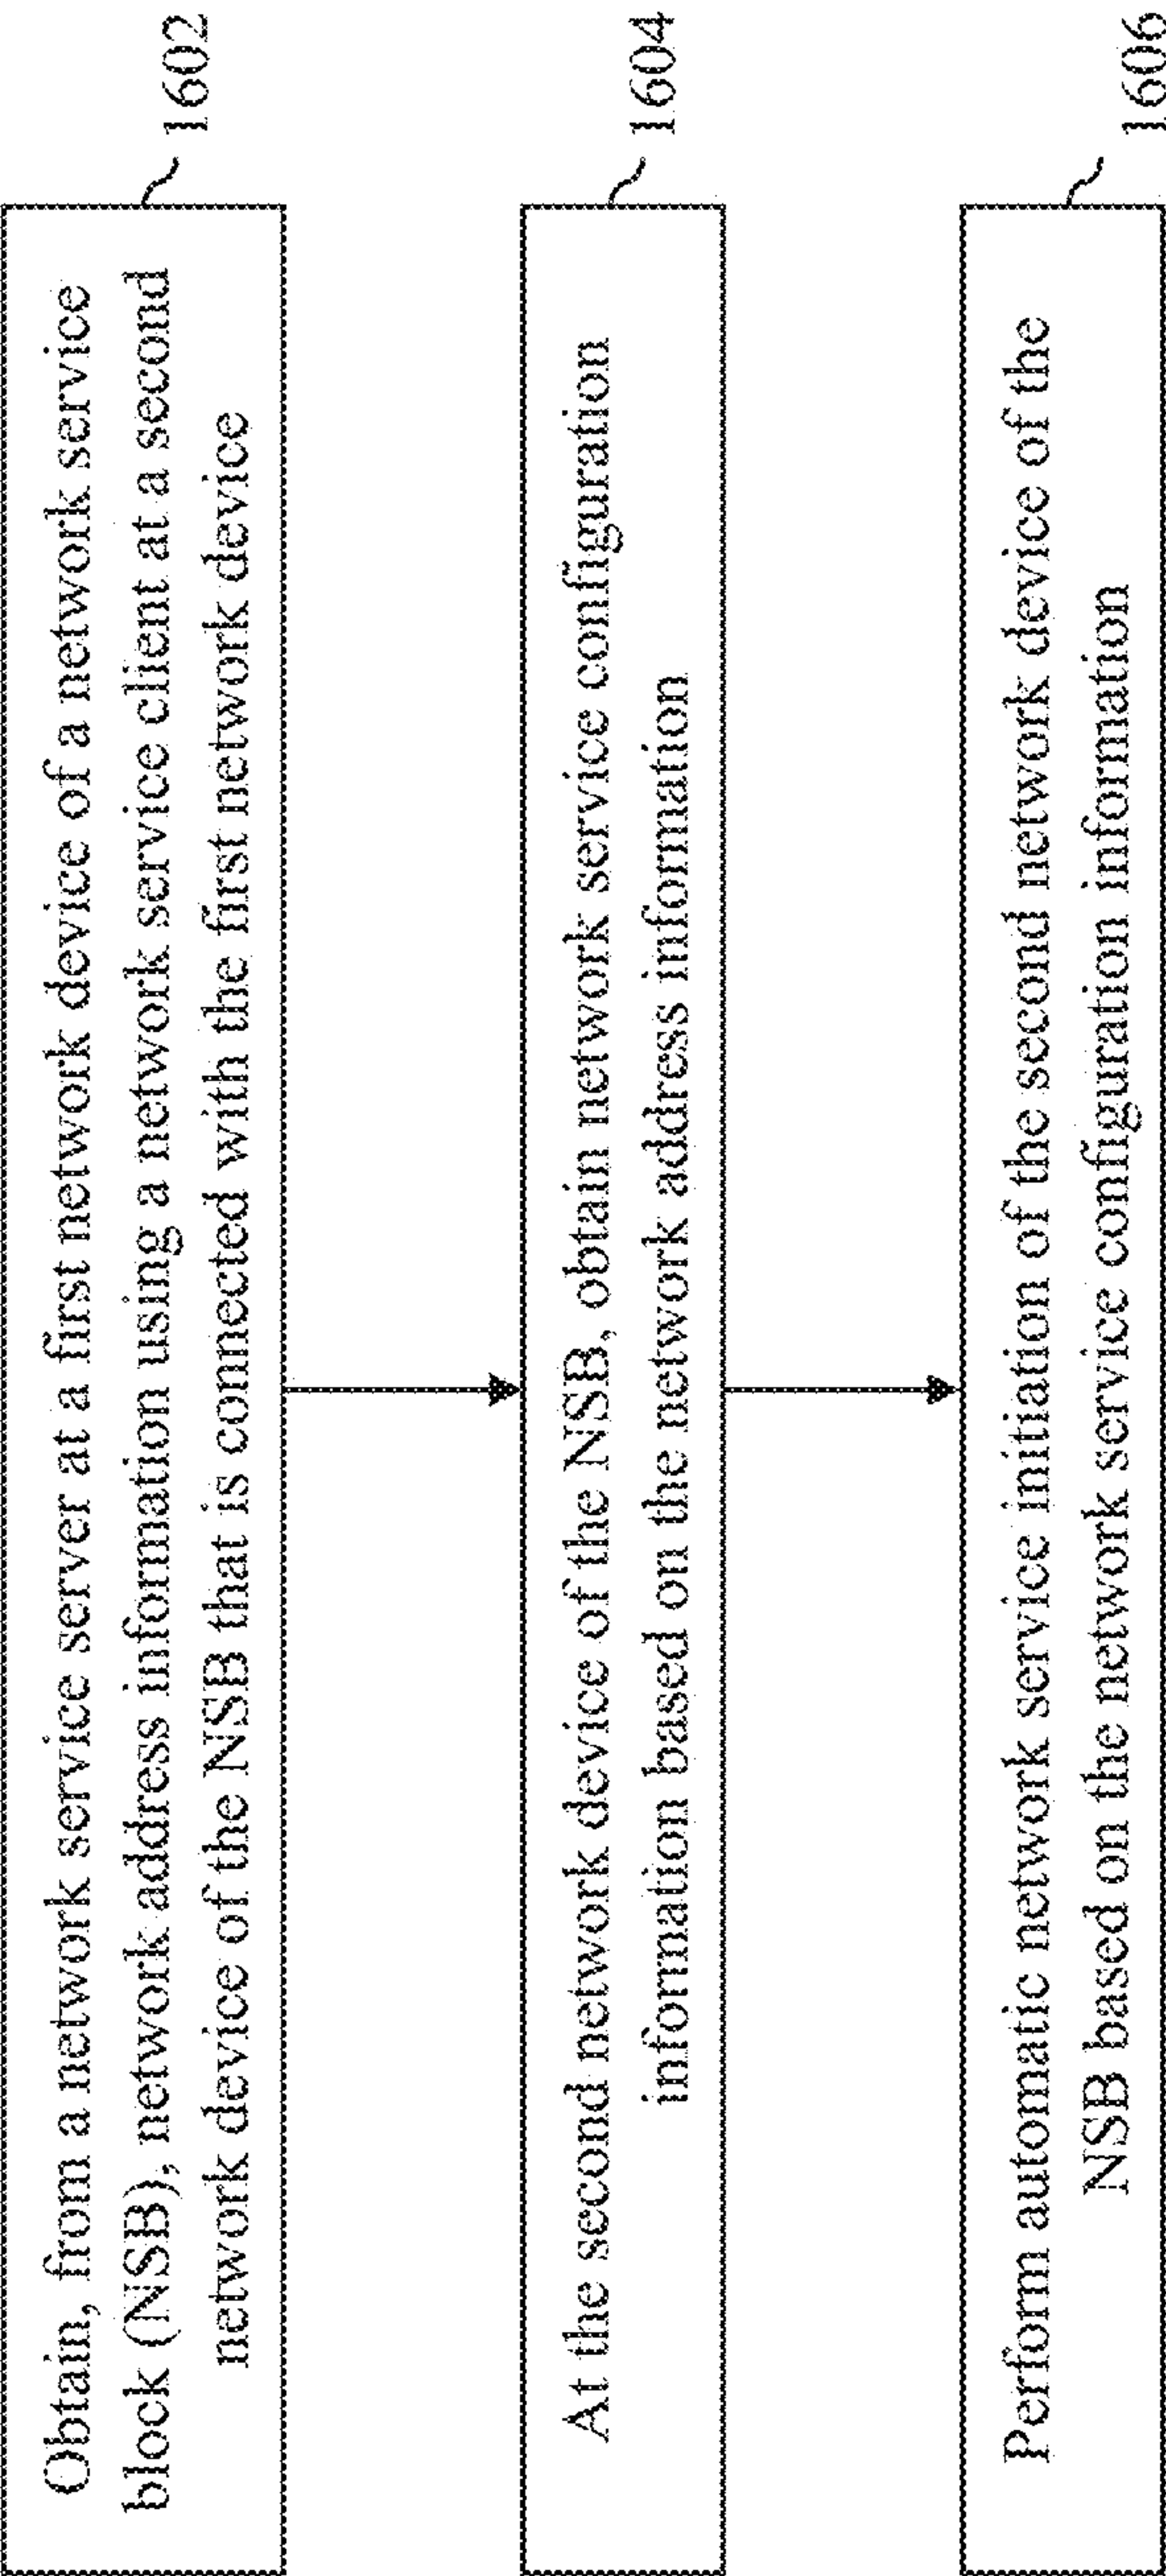 Obtain, from a network service server at a first network device of a network service
block (NSB), network address information using a network service client at a second
network device of the NSB that is connected with the first network device
1602
At the second network device of the NSB, obtain network service configuration
information based on the network address information
1604
Perform automatic network service initiation of the second network device of the
NSB based on the network service configuration information
1606